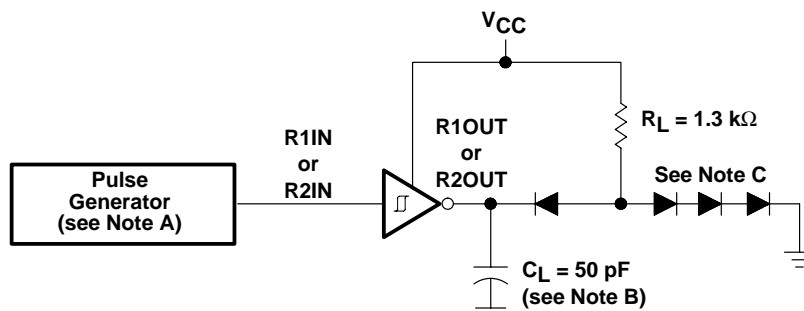 VCC
R1IN
or
R2IN
R1OUT
or
R2OUT
RL = 1.3 kΩ
Pulse
Generator
(see Note A)
See Note C
CL = 50 pF
(see Note B)